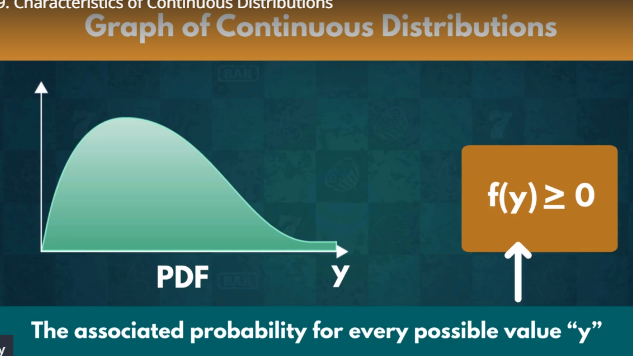 9. Characteristics of Continuous Distributions
Graph of Continuous Distributions
f(y) ≥ 0
PDF
y
The associated probability for every possible value “y”
y